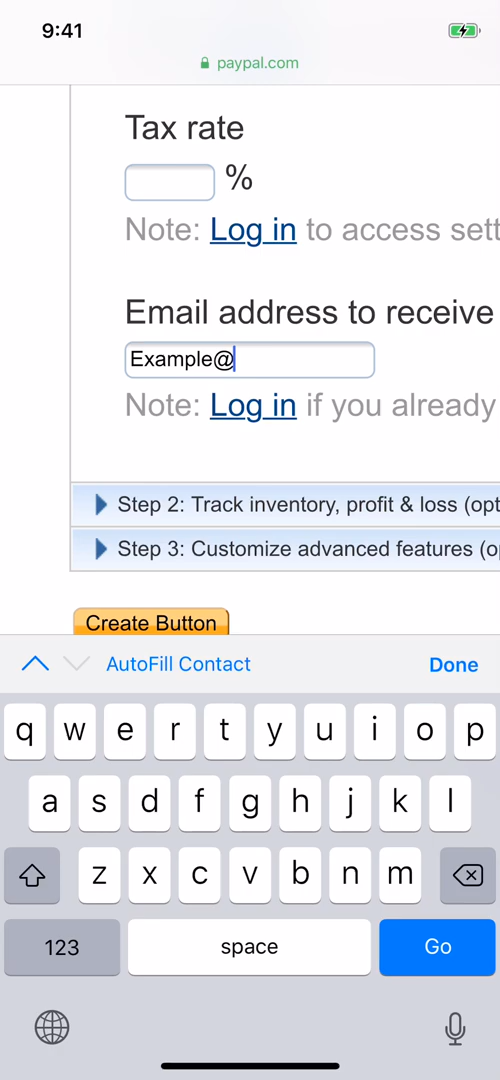 9:41
paypal.com
Tax rate
%
Note: Log in to access sett
Email address to receive
Example@
Note: Log in if you already
Step 2: Track inventory, profit & loss (opt
Step 3: Customize advanced features (o
Create Button
AutoFill Contact Done
q w e r t y u i o p
a s d f g h j k l
z x c v b n m
123 space Go